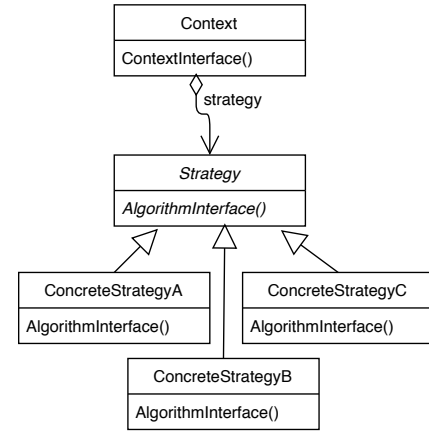 Context
ContextInterface()
strategy
Strategy
AlgorithmInterface()
ConcreteStrategyA
AlgorithmInterface()
ConcreteStrategyC
AlgorithmInterface()
ConcreteStrategyB
AlgorithmInterface()